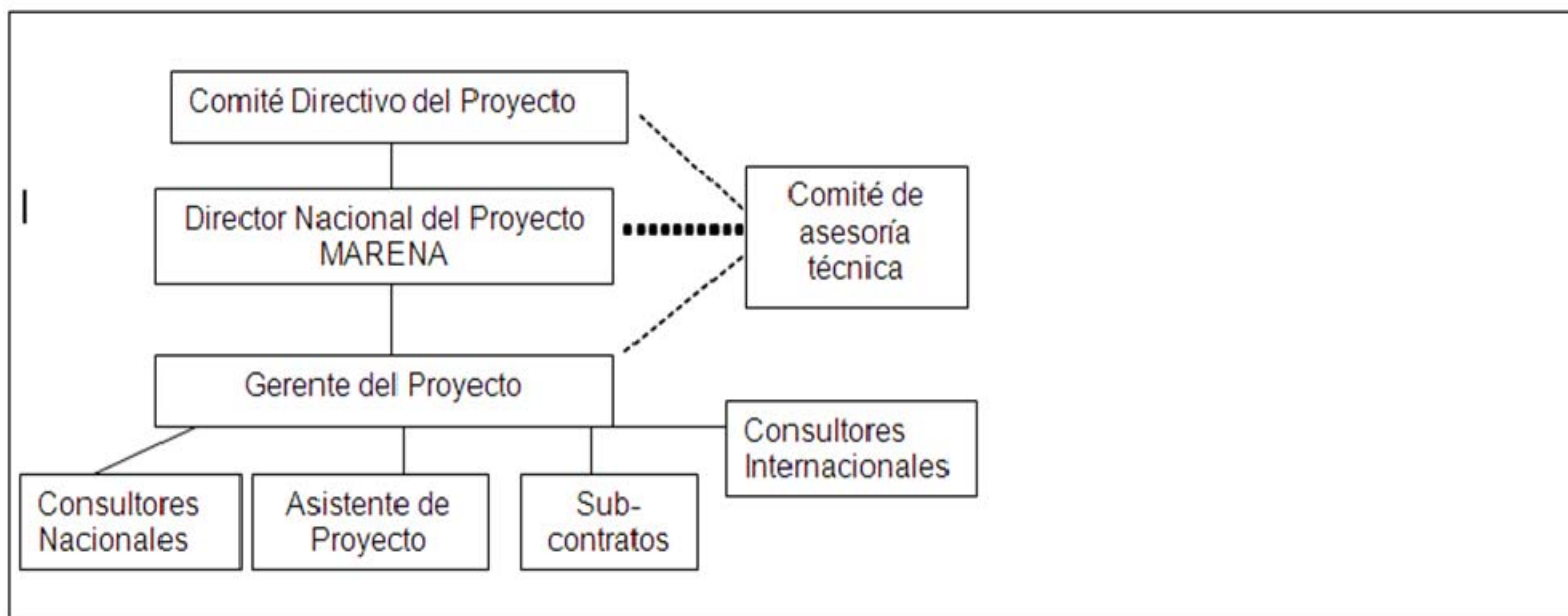 Comité Directivo del Proyecto
Director Nacional del Proyecto
MARENA
Comité de
asesoría
técnica
Gerente del Proyecto
Consultores
Internacionales
Consultores
Nacionales
Asistente de
Proyecto
Sub-
contratos